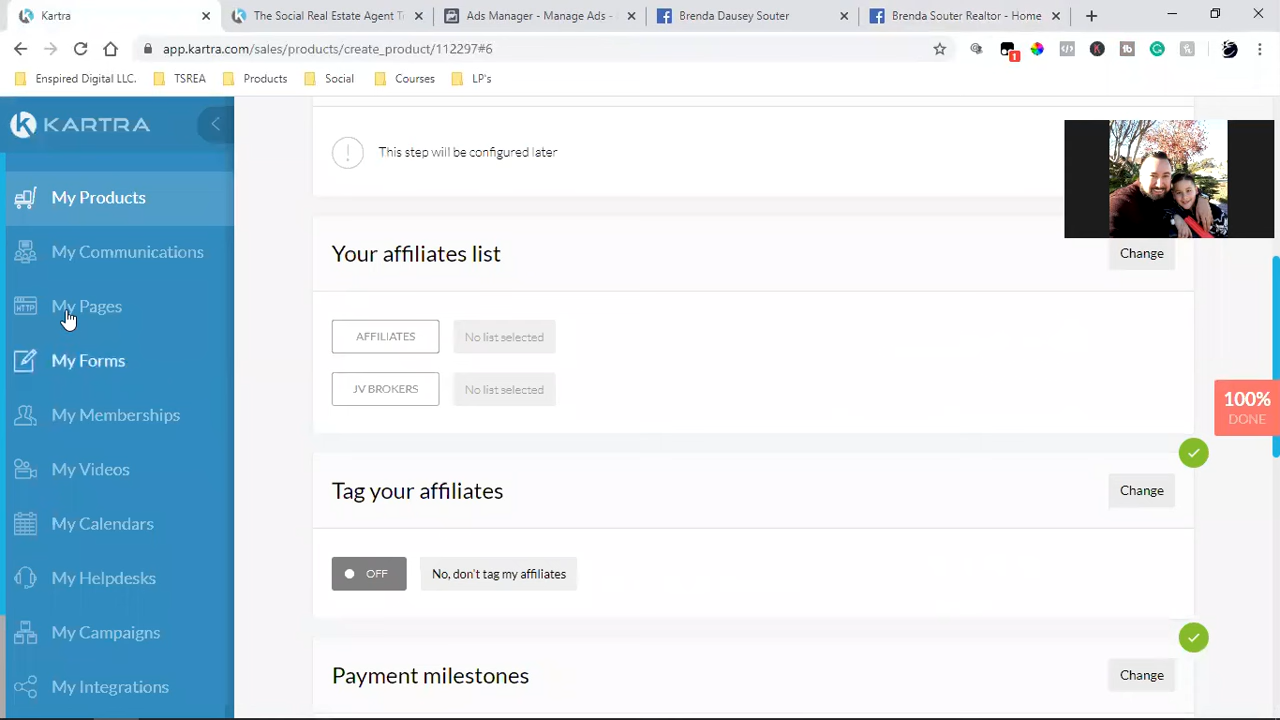 Kartra
The Social Real Estate Agent T
Ads Manager - Manage Ads -
Brenda Dausey Souter
Brenda Souter Realtor - Home
app.kartra.com/sales/products/create_product/112297#6
1
Enspired Digital LLC.
TSREA
Products
Social
Courses
LP's
KARTRA
My Products
My Communications
My Pages
My Forms
My Memberships
My Videos
My Calendars
My Helpdesks
My Campaigns
My Integrations
This step will be configured later
Your affiliates list
Change
AFFILIATES
No list selected
JV BROKERS
No list selected
100%
DONE
Tag your affiliates
Change
OFF
No, don't tag my affiliates
Payment milestones
Change